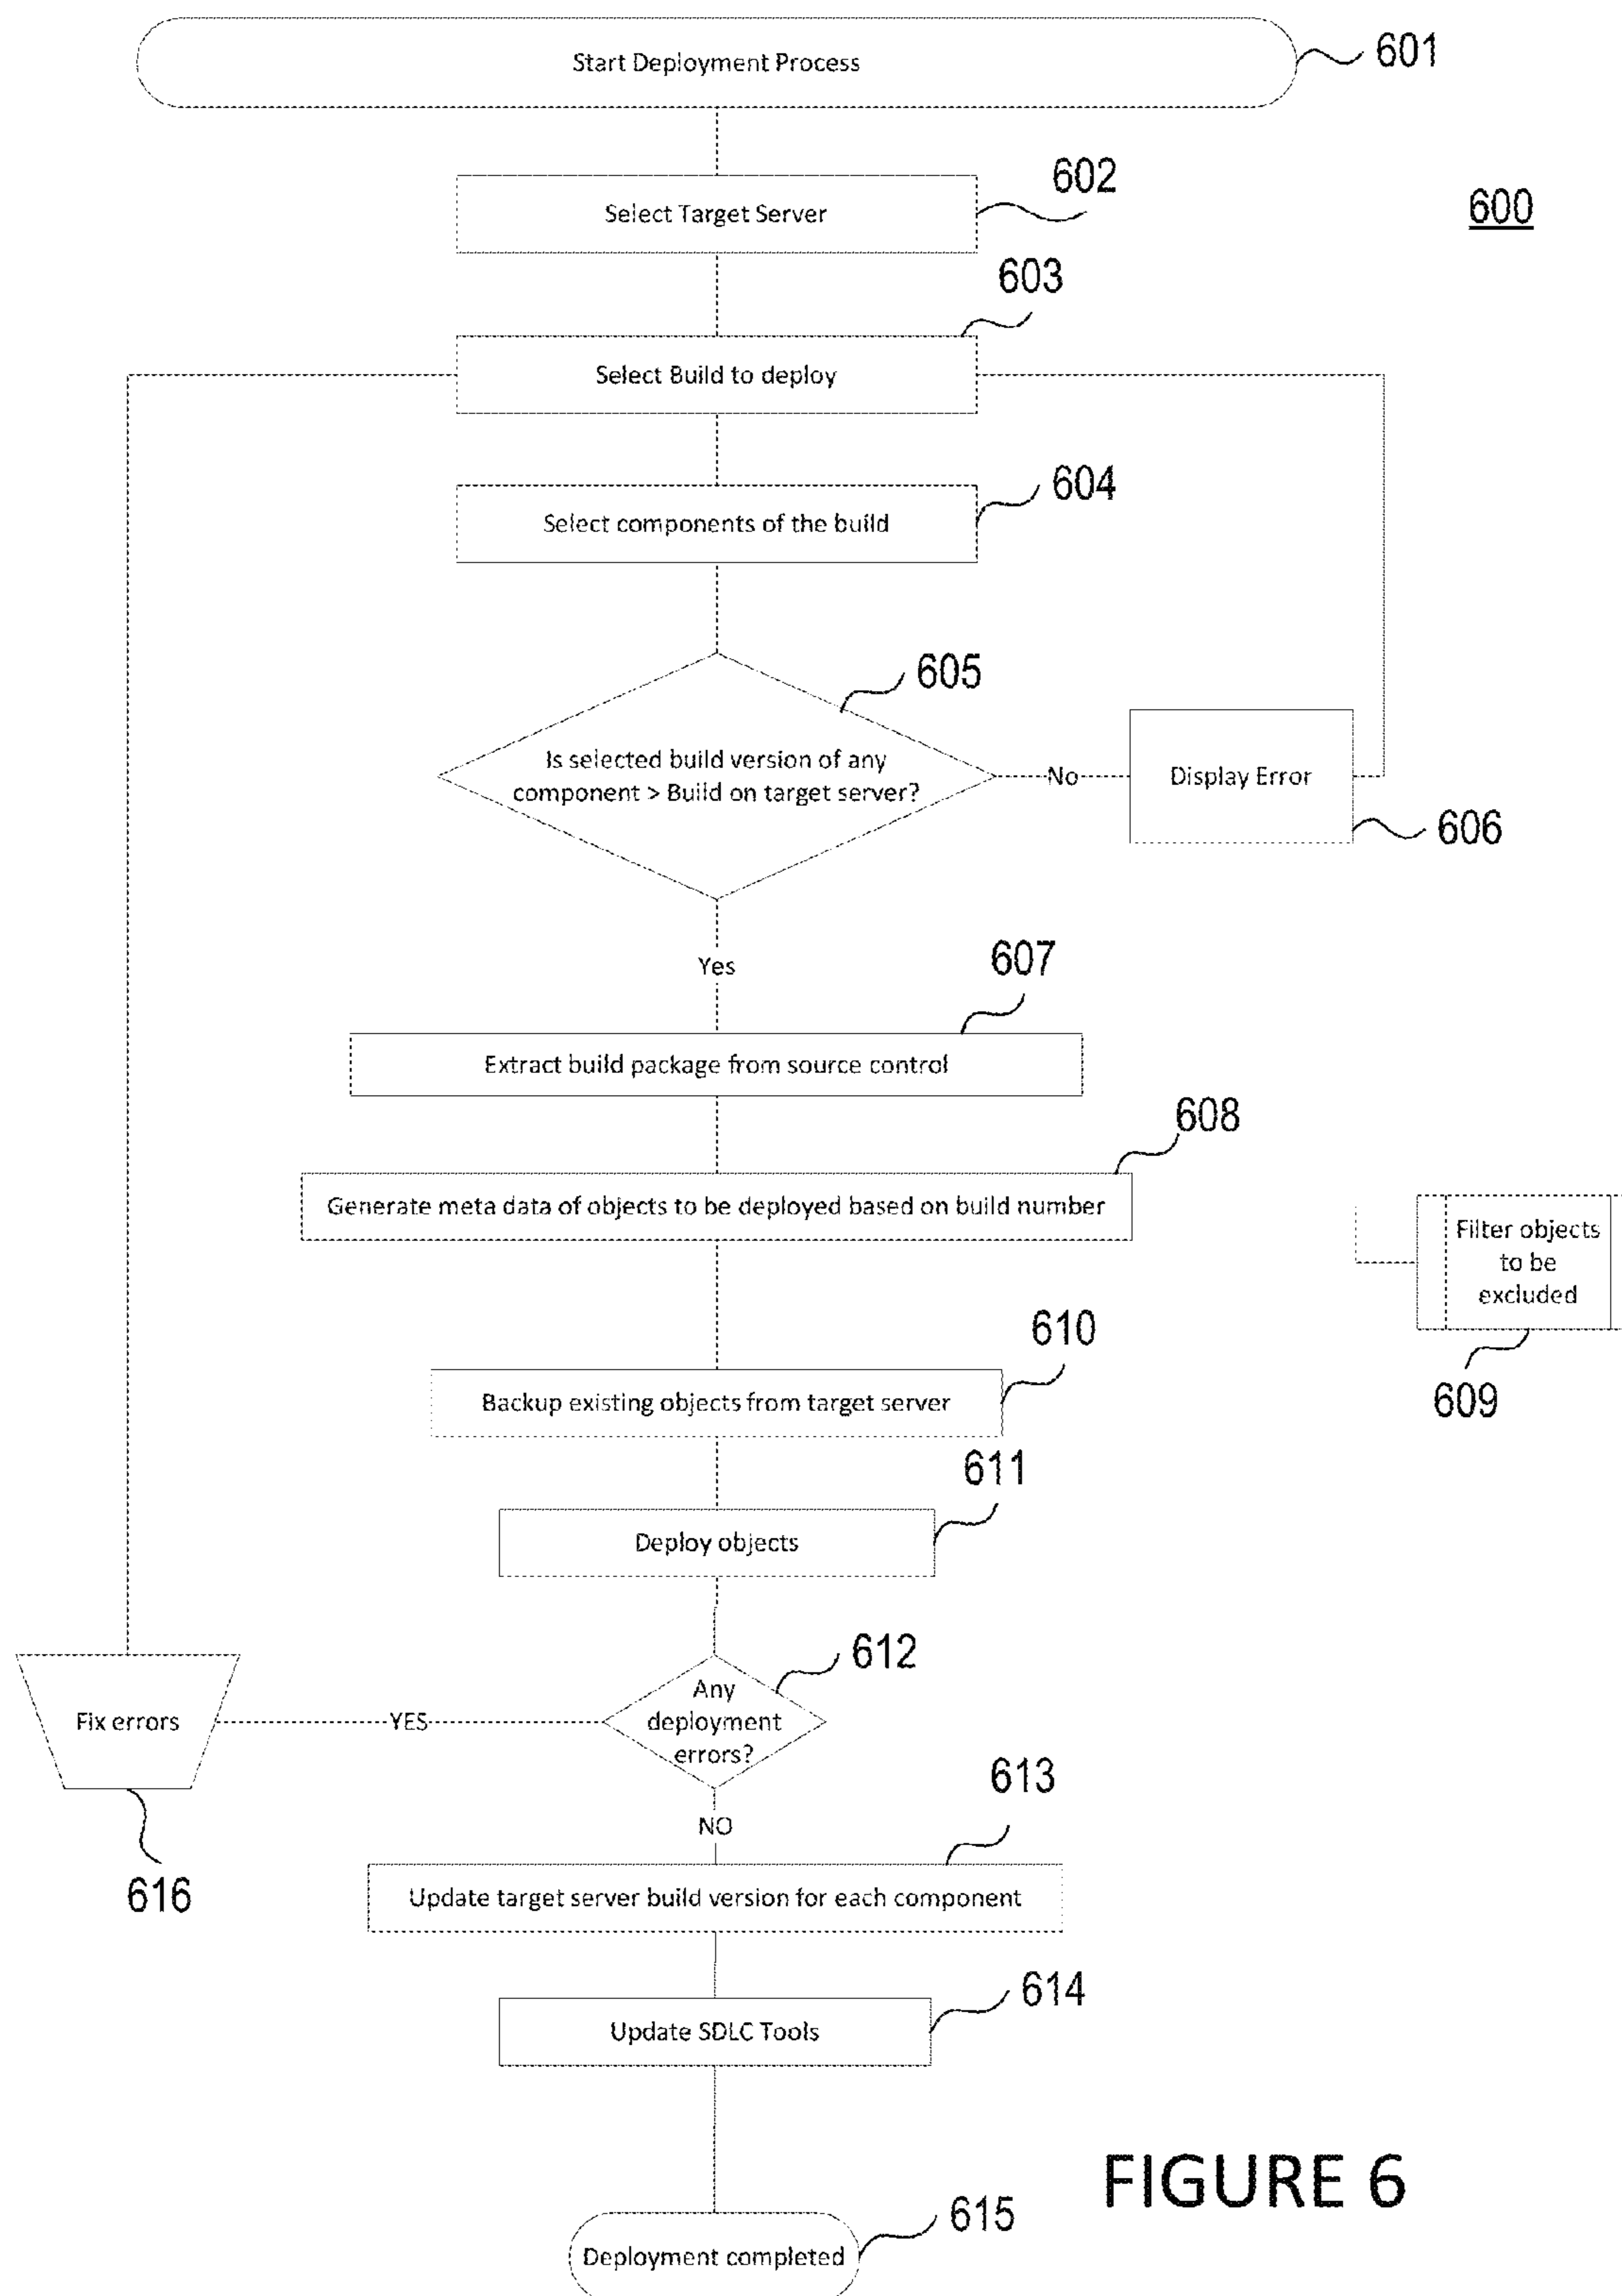 Start Deployment Process
601
602
Select Target Server
600
603
Select Build to deploy
604
Select components of the build
605
Is selected build version of any
component > Build on target server?
No
Display Error
606
Yes
607
Extract build package from source control
608
Generate meta data of objects to be deployed based on build number
Filter objects
to be
excluded
609
610
Backup existing objects from target server
611
Deploy objects
612
Any
deployment
errors?
YES
Fix errors
616
NO
613
Update target server build version for each component
614
Update SDLC Tools
615
Deployment completed
FIGURE 6